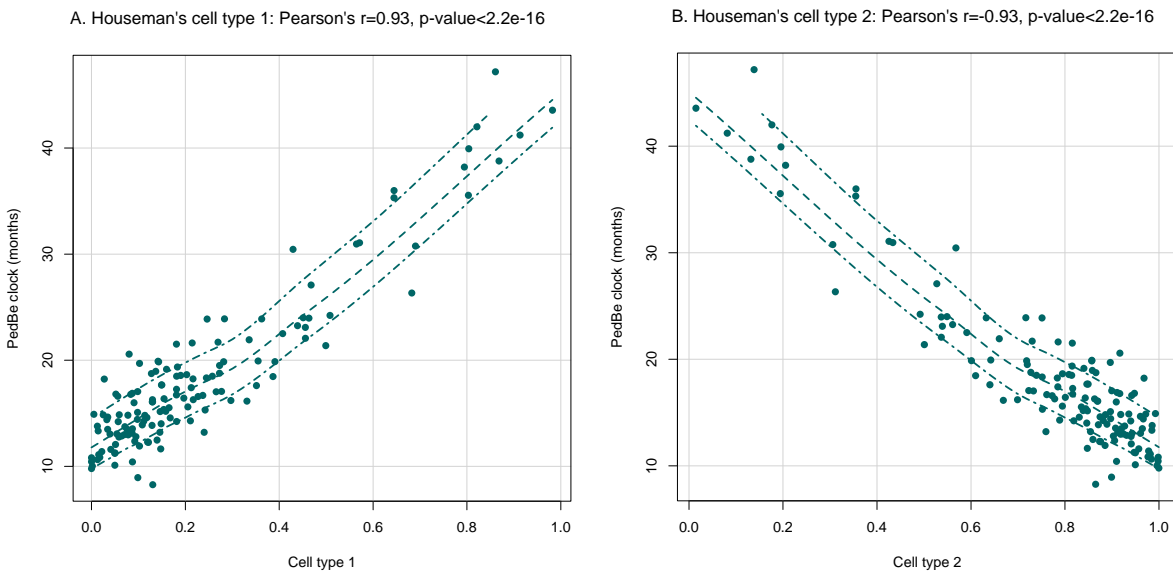 A. Houseman's cell type 1: Pearson's r=0.93, p-value<2.2e-16
PedBe clock (months)
40
30
20
10
0.0 0.2 0.4 0.6 0.8 1.0
Cell type 1
B. Houseman's cell type 2: Pearson's r=-0.93, p-value<2.2e-16
PedBe clock (months)
40
30
20
10
0.0 0.2 0.4 0.6 0.8 1.0
Cell type 2